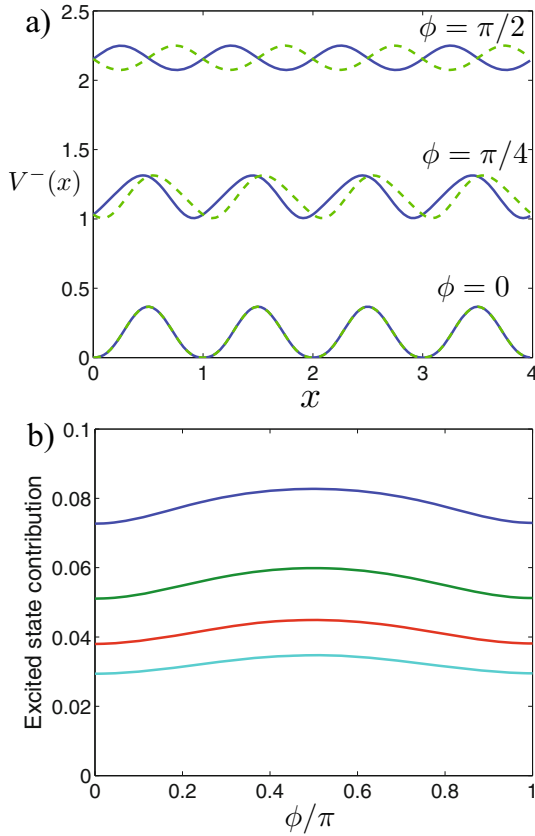 a)
2.5
2
1.5
1
0.5
0
V⁻(x)
ϕ = π/2
ϕ = π/4
ϕ = 0
0 1 2 3 4
x
b)
0.1
0.08
0.06
0.04
0.02
0
Excited state contribution
0 0.2 0.4 0.6 0.8 1
ϕ/π